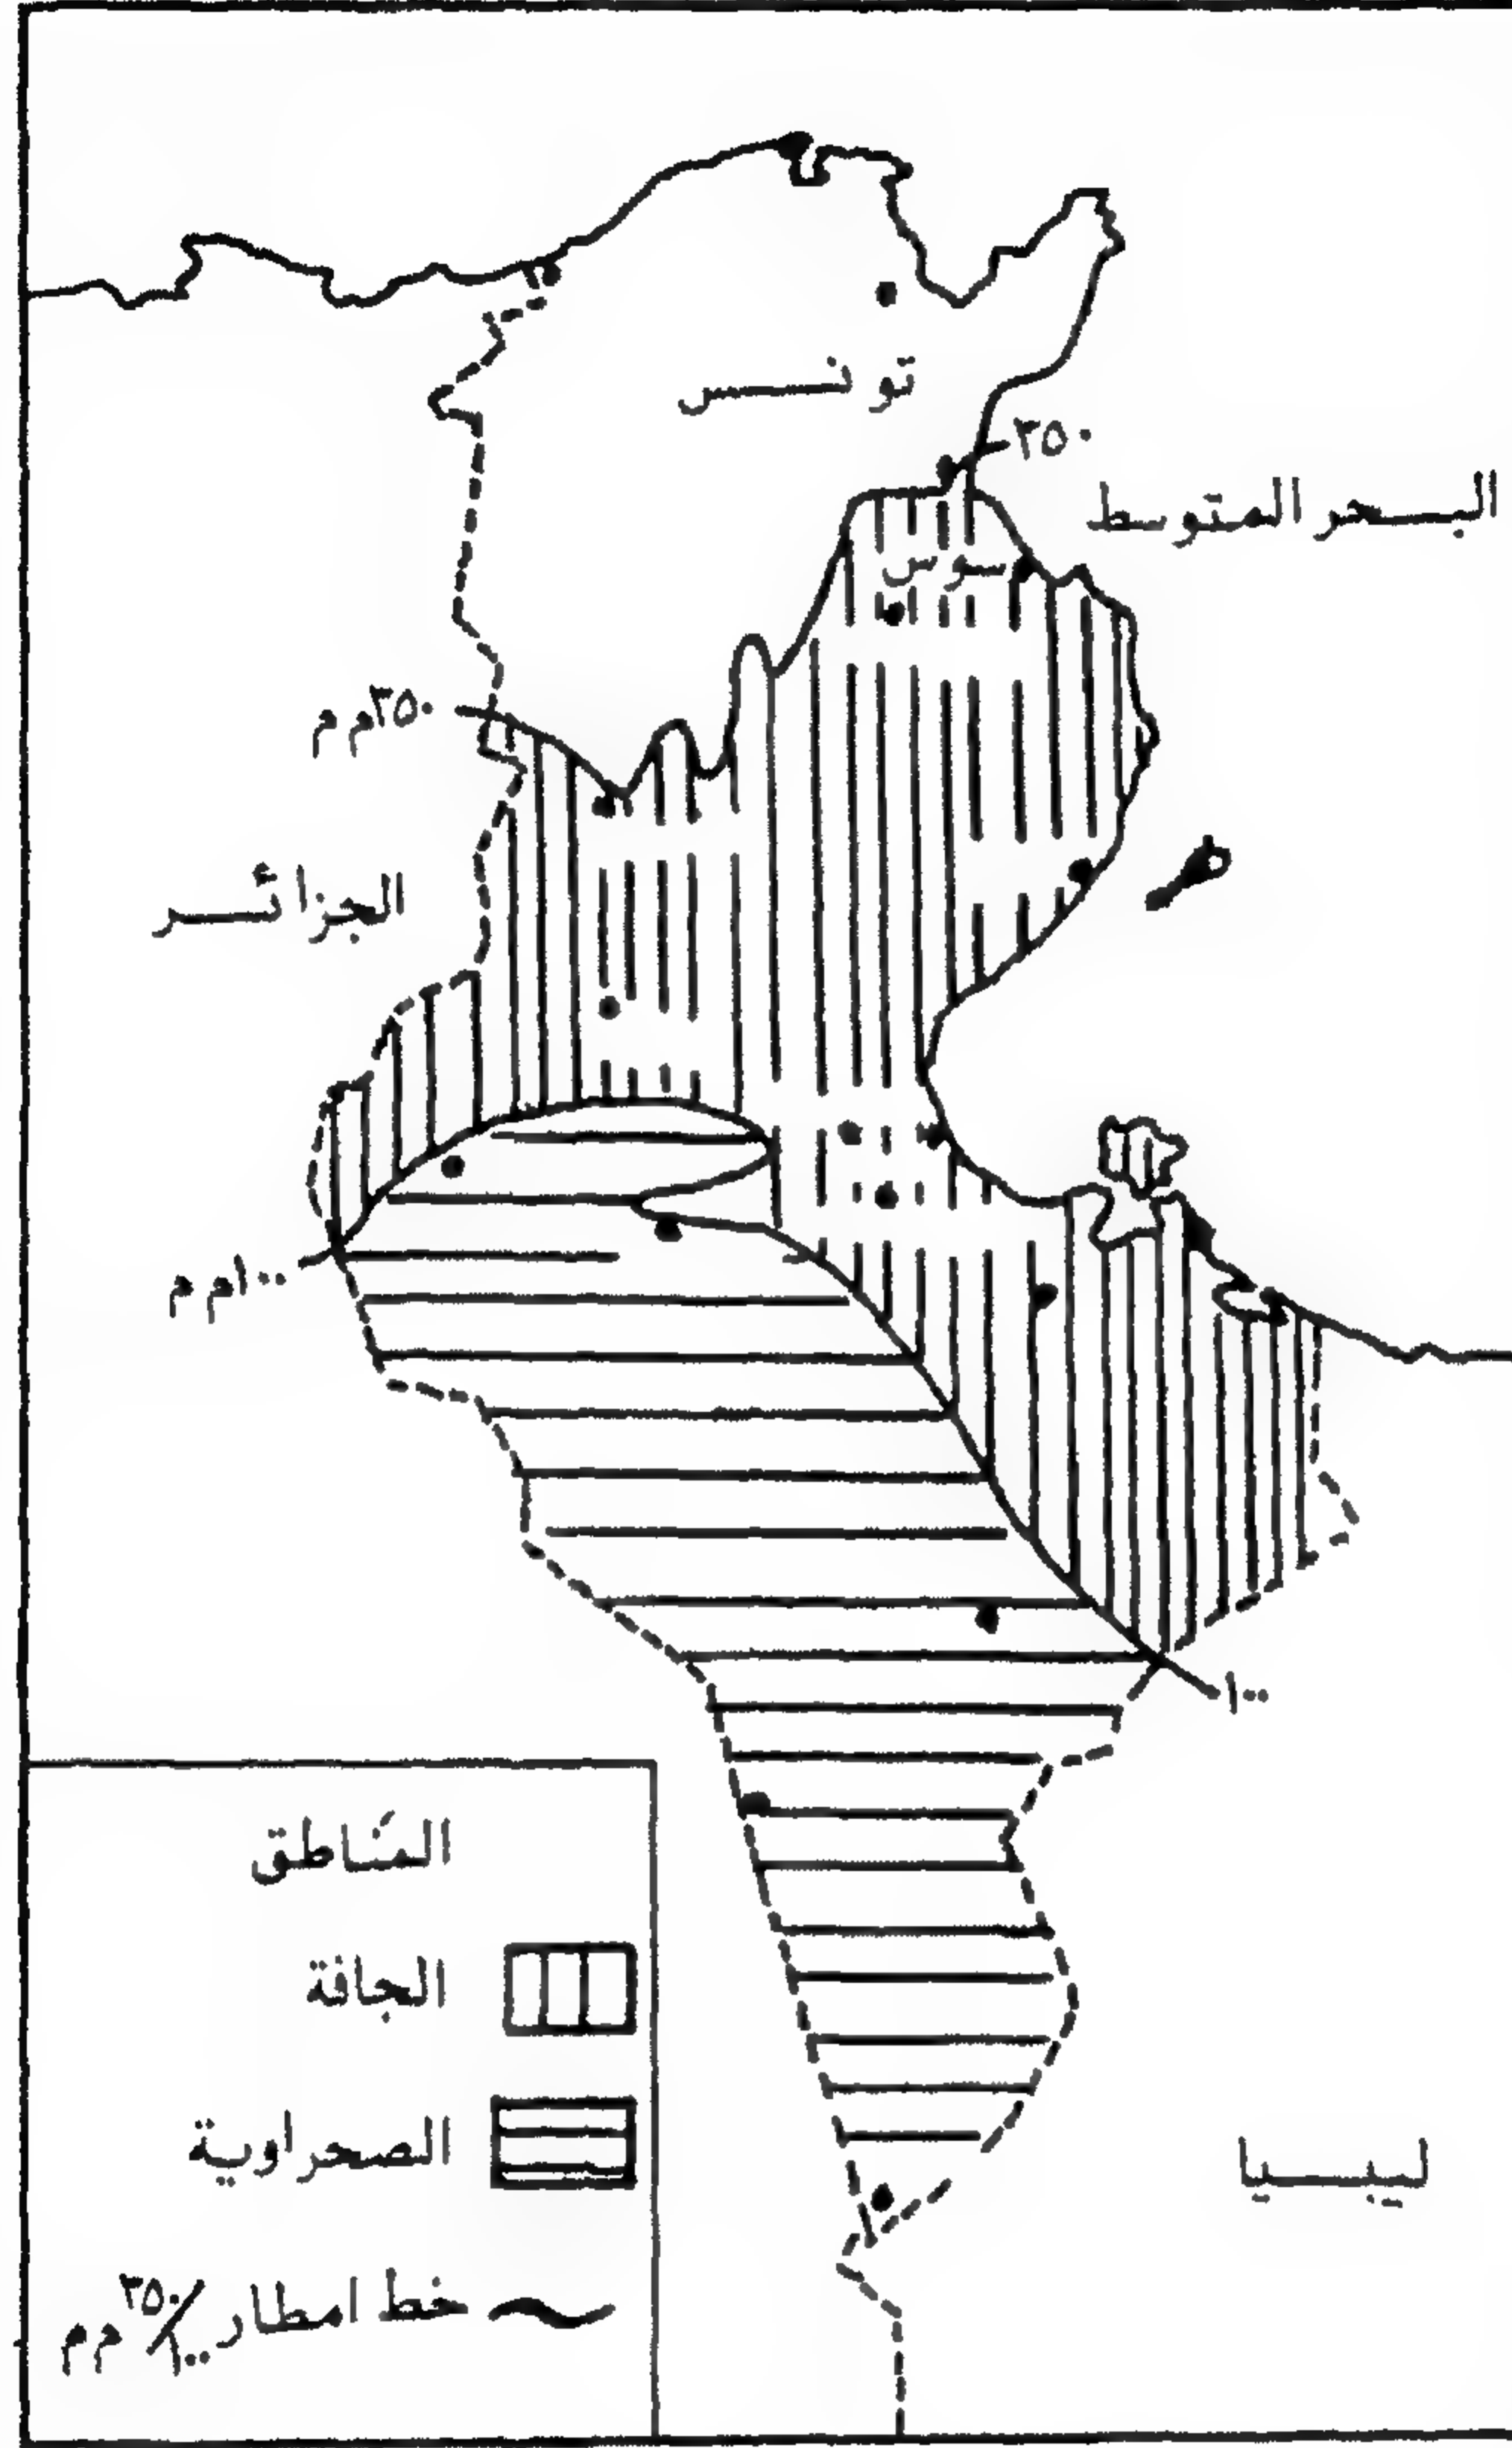 تونس
٣٥٠
البحر المتوسط
سوس
٣٥٠م م
الجزائر
١٠٠م م
١٠٠
المناطق
الجافة
الصحراوية
ليبيا
خط امطار ٣٥٠/١٠٠ م م